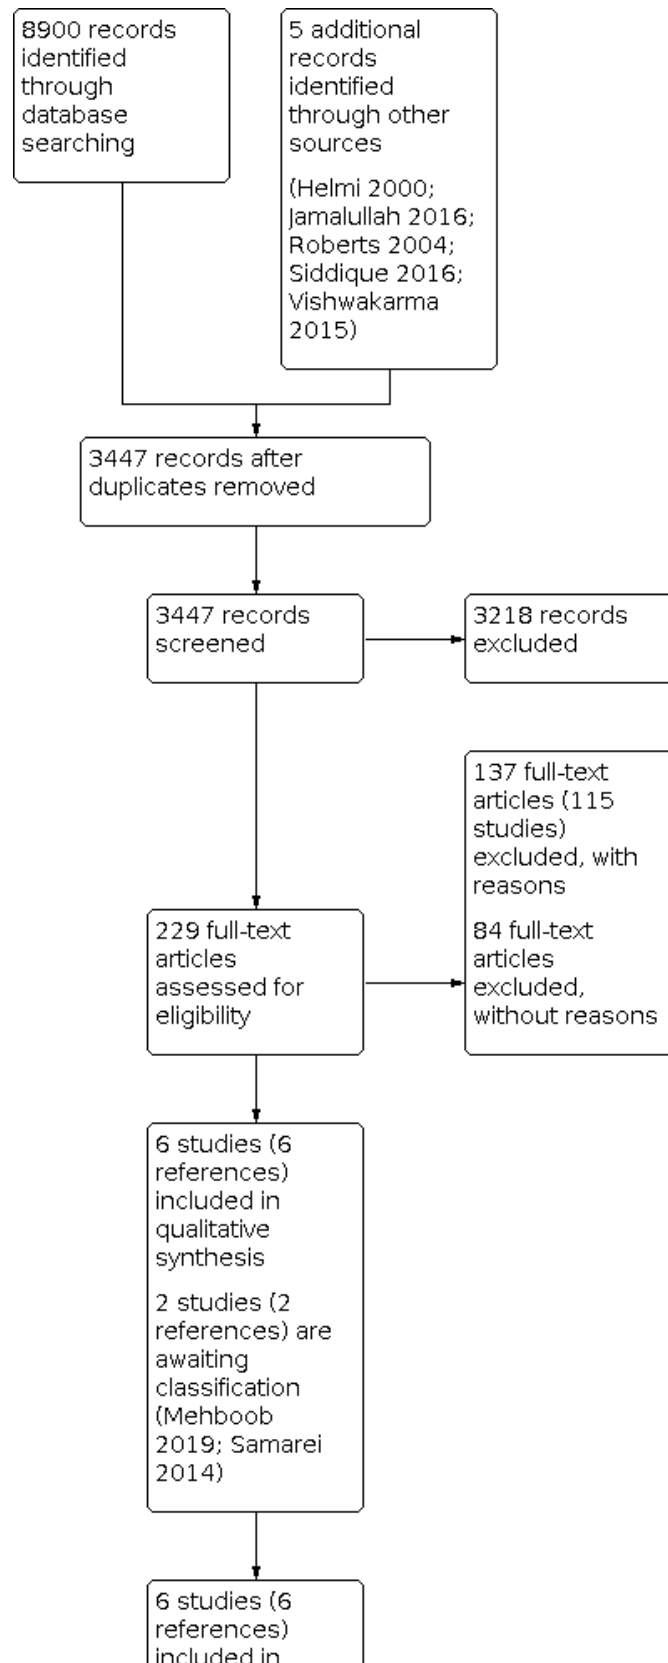 8900 records
identified
through
database
searching
5 additional
records
identified
through other
sources
(Helmi 2000;
Jamalullah 2016;
Roberts 2004;
Siddique 2016;
Vishwakarma
2015)
3447 records after
duplicates removed
3447 records
screened
3218 records
excluded
137 full-text
articles (115
studies)
excluded, with
reasons
84 full-text
articles
excluded,
without reasons
229 full-text
articles
assessed for
eligibility
6 studies (6
references)
included in
qualitative
synthesis
2 studies (2
references) are
awaiting
classification
(Mehboob
2019; Samarei
2014)
6 studies (6
references)
included in